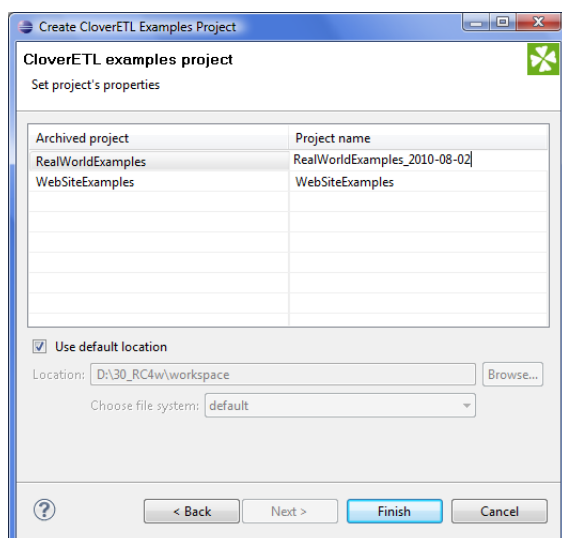 Create CloverETL Examples Project
CloverETL examples project
Set project's properties
Archived project Project name
RealWorldExamples RealWorldExamples_2010-08-02
WebSiteExamples WebSiteExamples
Use default location
Location: D:\30_RC4w\workspace Browse...
Choose file system: default
? < Back Next > Finish Cancel